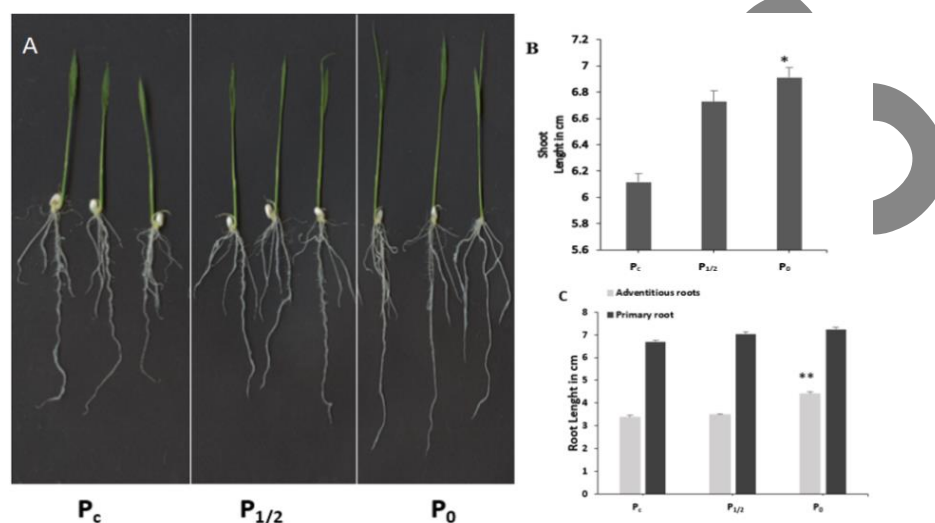 A
P_c
P_1/2
P_0
B
Shoot
Lenght in cm
7.2
7
6.8
6.6
6.4
6.2
6
5.8
5.6
*
P_c
P_1/2
P_0
C
Adventitious roots
Primary root
Root Lenght in cm
8
7
6
5
4
3
2
1
0
**
P_c
P_1/2
P_0